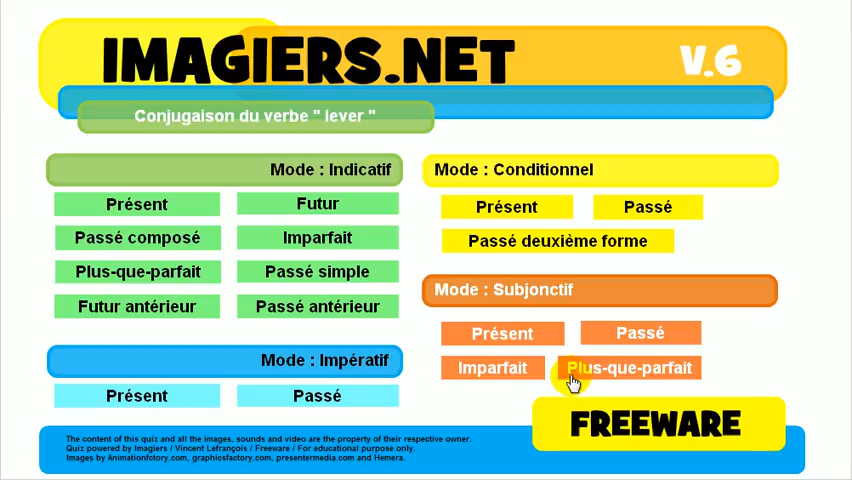 IMAGIERS.NET
V.6
Conjugaison du verbe " lever "
Mode : Indicatif
Présent
Futur
Passé composé
Imparfait
Plus-que-parfait
Passé simple
Futur antérieur
Passé antérieur
Mode : Impératif
Présent
Passé
Mode : Conditionnel
Présent
Passé
Passé deuxième forme
Mode : Subjonctif
Présent
Passé
Imparfait
Plus-que-parfait
FREEWARE
The content of this quiz and all the images, sounds and video are the property of their respective owner.
Quiz powered by Imagiers / Vincent Lefrançois / Freeware / For educational purpose only.
Images by Animationfctory.com, graphicsfactory.com, presentermedia.com and Hemera.